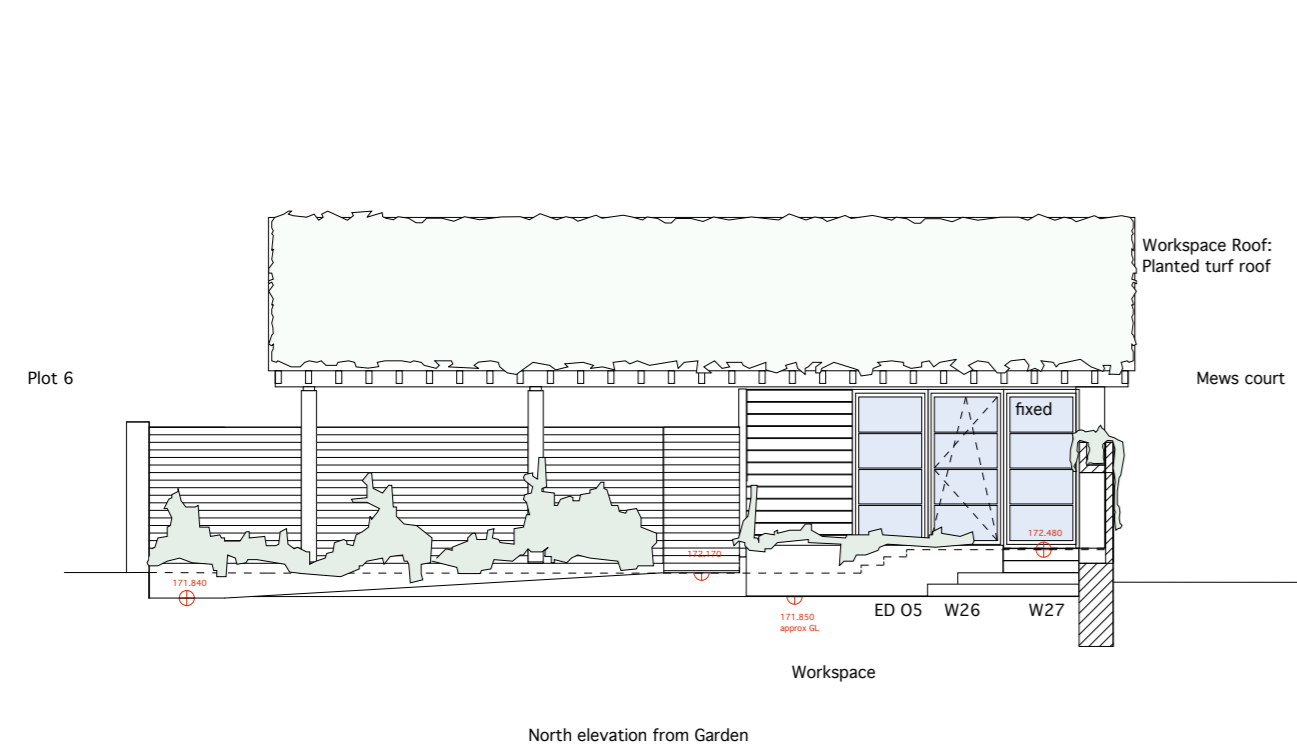 Workspace Roof:
Planted turf roof
Plot 6
Mews court
fixed
172.480
172.170
171.840
171.850
approx GL
ED 05
W26
W27
Workspace
North elevation from Garden